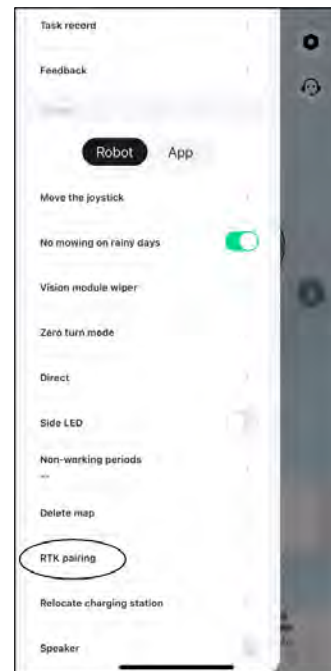 Task record
Feedback
Robot
App
Move the joystick
No mowing on rainy days
Vision module wiper
Zero turn mode
Direct
Side LED
Non-working periods
--
Delete map
RTK pairing
Relocate charging station
Speaker